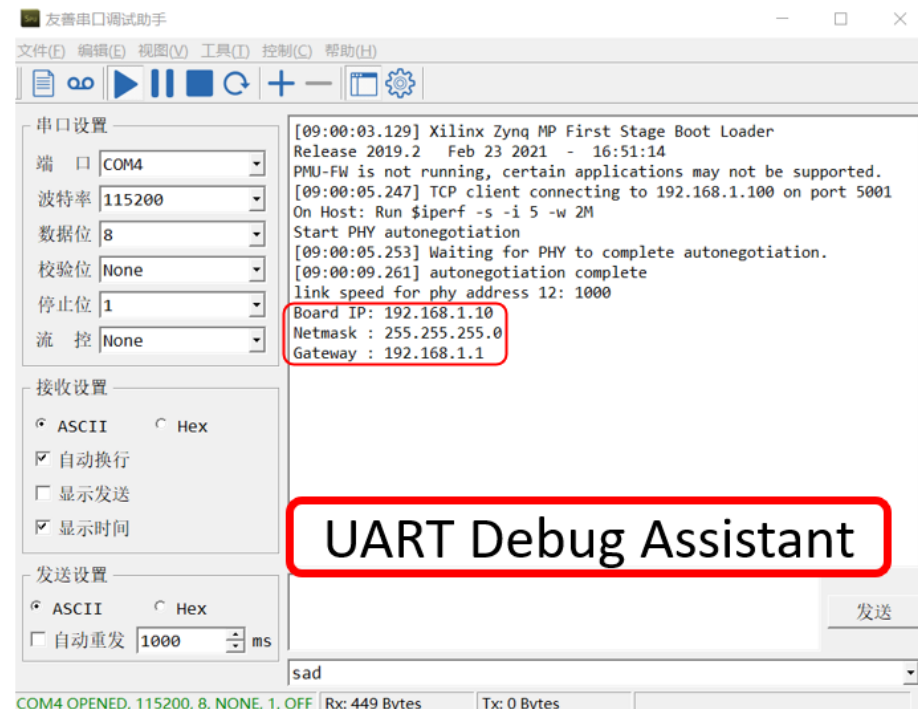 友善串口调试助手
文件(F) 编辑(E) 视图(V) 工具(T) 控制(C) 帮助(H)
串口设置
端 口 COM4
波特率 115200
数据位 8
校验位 None
停止位 1
流 控 None
接收设置
ASCII Hex
自动换行
显示发送
显示时间
发送设置
ASCII Hex
自动重发 1000 ms
[09:00:03.129] Xilinx Zynq MP First Stage Boot Loader
Release 2019.2 Feb 23 2021 - 16:51:14
PMU-FW is not running, certain applications may not be supported.
[09:00:05.247] TCP client connecting to 192.168.1.100 on port 5001
On Host: Run $iperf -s -i 5 -w 2M
Start PHY autonegotiation
[09:00:05.253] Waiting for PHY to complete autonegotiation.
[09:00:09.261] autonegotiation complete
link speed for phy address 12: 1000
Board IP: 192.168.1.10
Netmask : 255.255.255.0
Gateway : 192.168.1.1
UART Debug Assistant
发送
sad
COM4 OPENED, 115200, 8, NONE, 1, OFF Rx: 449 Bytes Tx: 0 Bytes